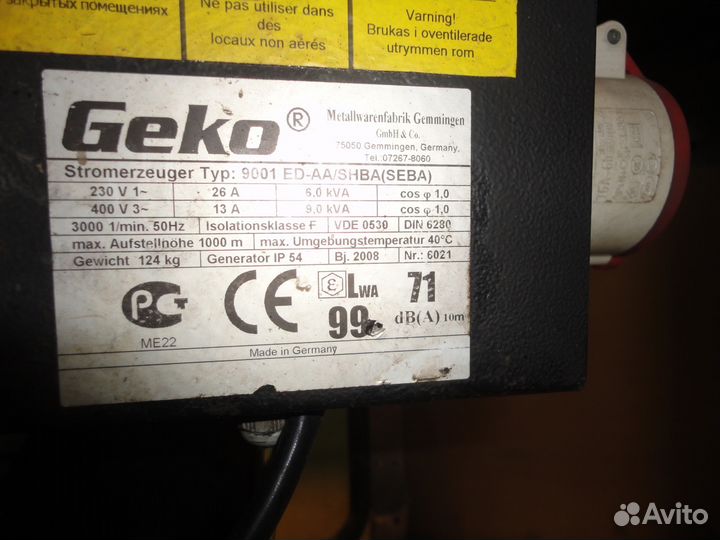 закрытых помещениях
Ne pas utiliser dans
des
locaux non aérés
Varning!
Brukas i oventilerade
utrymmen rom
Geko ®
Metallwarenfabrik Gemmingen
GmbH & Co.
75050 Gemmingen, Germany,
Tel.:07267-8060
Stromerzeuger Typ: 9001 ED-AA/SHBA(SEBA)
230 V 1~ 26 A 6.0 kVA cos φ 1,0
400 V 3~ 13 A 9.0 kVA cos φ 1,0
3000 1/min. 50Hz Isolationsklasse F VDE 0530 DIN 6280
max. Aufstellhöhe 1000 m max. Umgebungstemperatur 40°C
Gewicht 124 kg Generator IP 54 Bj. 2008 Nr.: 6021
ME22
CE
ε LWA 71
99 dB(A) 10m
Made in Germany
Avito